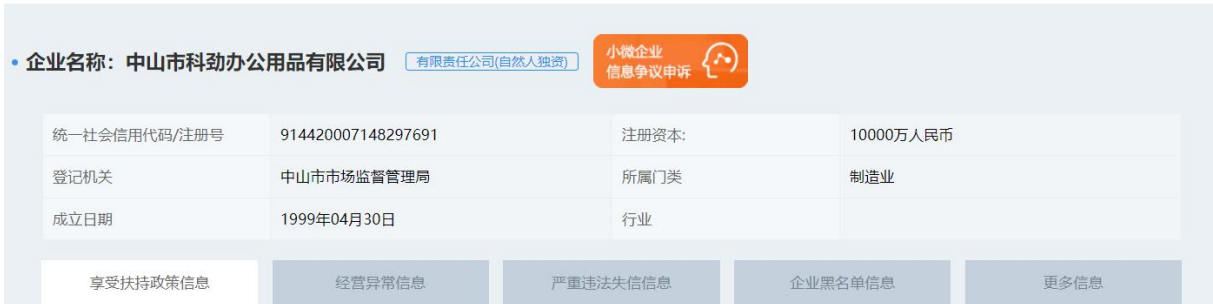 企业名称：中山市科劲办公用品有限公司
有限责任公司(自然人独资)
小微企业
信息争议申诉
统一社会信用代码/注册号 914420007148297691 注册资本: 10000万人民币
登记机关 中山市市场监督管理局 所属门类 制造业
成立日期 1999年04月30日 行业
享受扶持政策信息 经营异常信息 严重违法失信信息 企业黑名单信息 更多信息